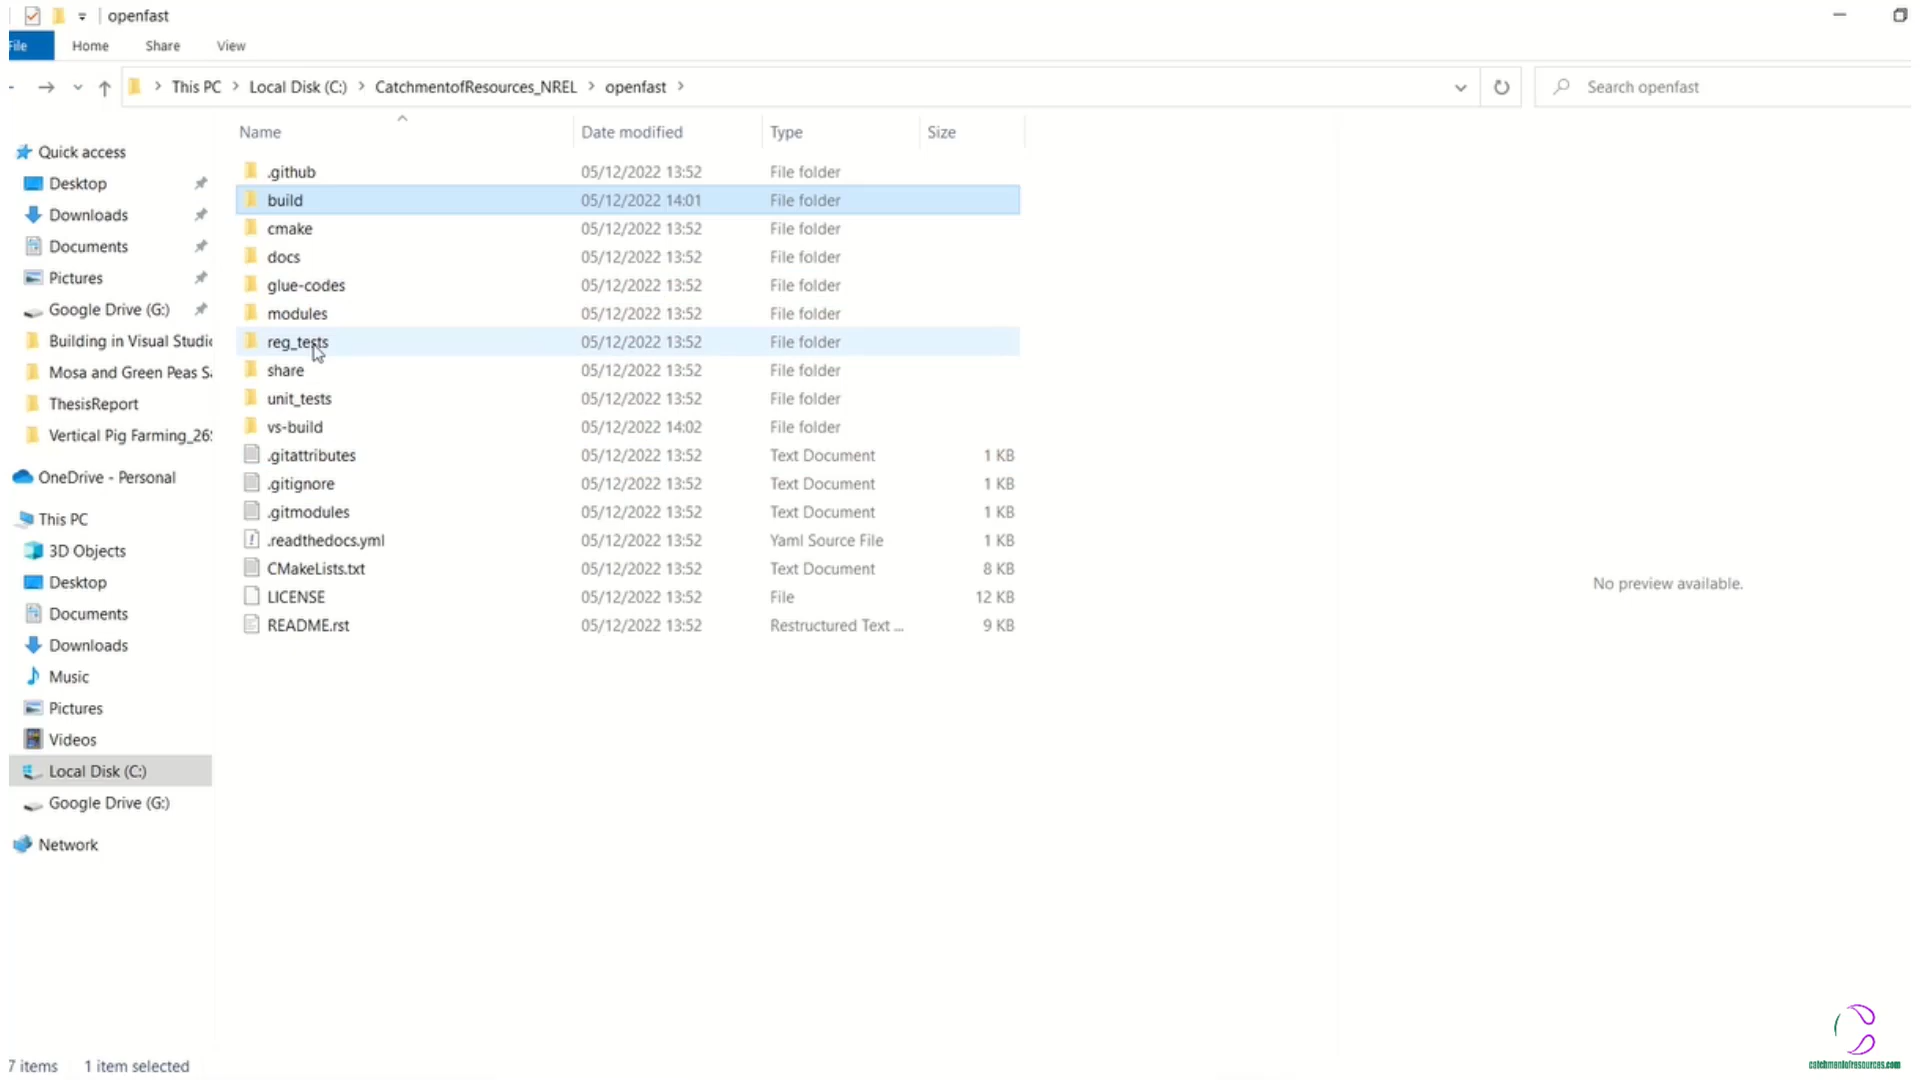 openfast
File Home Share View
This PC > Local Disk (C:) > CatchmentofResources_NREL > openfast >
Search openfast
Name Date modified Type Size
Quick access
Desktop
Downloads
Documents
Pictures
Google Drive (G:)
Building in Visual Studio
Mosa and Green Peas S
ThesisReport
Vertical Pig Farming_26
OneDrive - Personal
This PC
3D Objects
Desktop
Documents
Downloads
Music
Pictures
Videos
Local Disk (C:)
Google Drive (G:)
Network
.github 05/12/2022 13:52 File folder
build 05/12/2022 14:01 File folder
cmake 05/12/2022 13:52 File folder
docs 05/12/2022 13:52 File folder
glue-codes 05/12/2022 13:52 File folder
modules 05/12/2022 13:52 File folder
reg_tests 05/12/2022 13:52 File folder
share 05/12/2022 13:52 File folder
unit_tests 05/12/2022 13:52 File folder
vs-build 05/12/2022 14:02 File folder
.gitattributes 05/12/2022 13:52 Text Document 1 KB
.gitignore 05/12/2022 13:52 Text Document 1 KB
.gitmodules 05/12/2022 13:52 Text Document 1 KB
.readthedocs.yml 05/12/2022 13:52 Yaml Source File 1 KB
CMakeLists.txt 05/12/2022 13:52 Text Document 8 KB
LICENSE 05/12/2022 13:52 File 12 KB
README.rst 05/12/2022 13:52 Restructured Text ... 9 KB
No preview available.
7 items 1 item selected
catchmentofresources.com